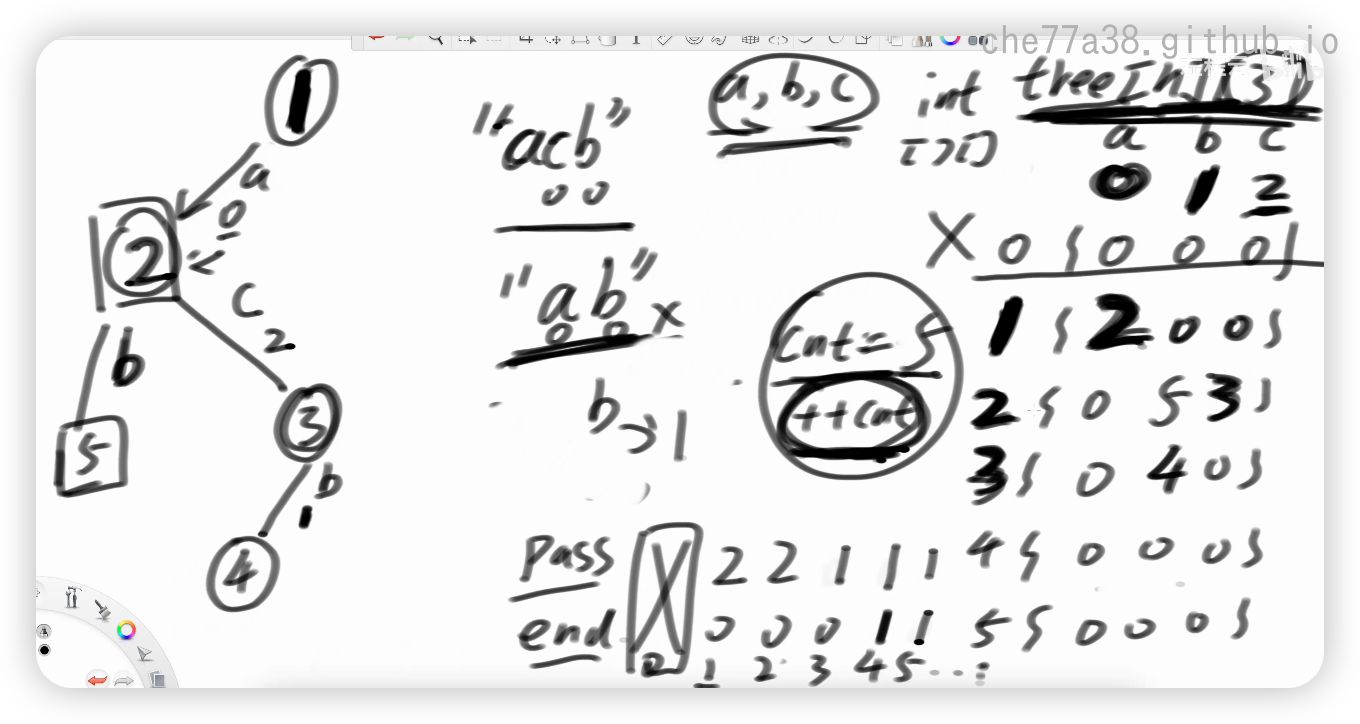 che77a38.github.io
1
a
0
2
c
2
b
5
3
b
1
4
"acb"
0 0
"ab" x
0 0
b → 1
a, b, c
cnt = 5
++cnt
int tree[n][3]
[][]
a b c
0 1 2
X 0 { 0 0 0 }
1 { 2 0 0 }
2 { 0 5 3 }
3 { 0 4 0 }
4 { 0 0 0 }
5 { 0 0 0 }
pass 2 2 1 1 1
end 0 0 0 1 1
0 1 2 3 4 5 ...